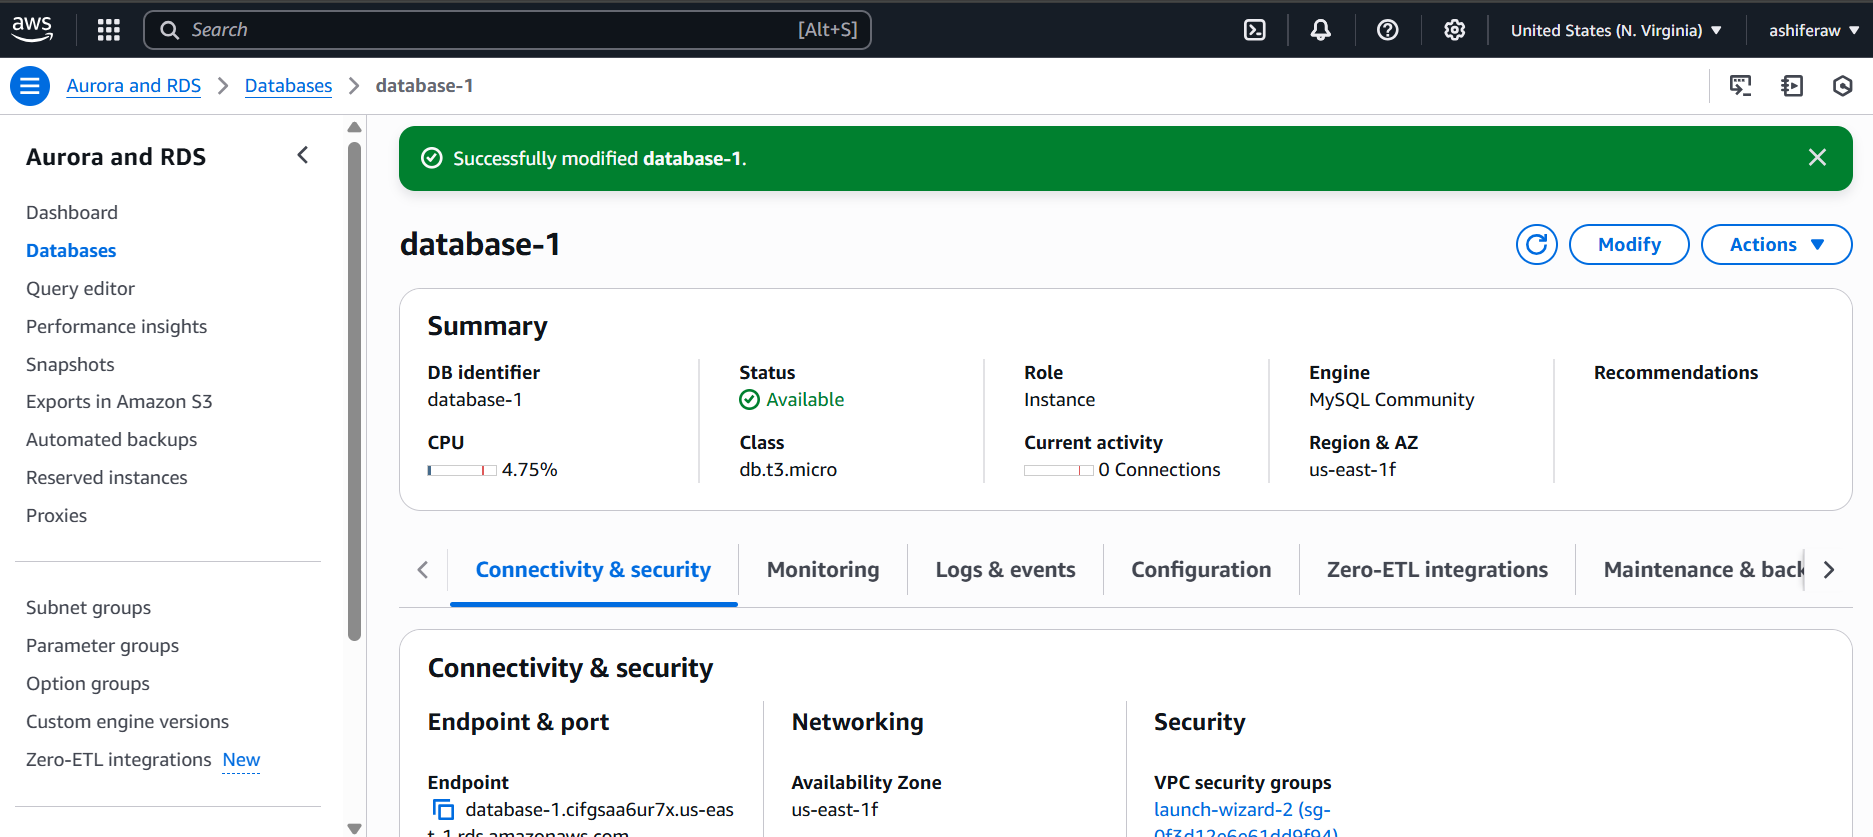 aws
Search [Alt+S]
United States (N. Virginia)
ashiferaw
Aurora and RDS
Databases
database-1
Aurora and RDS
Dashboard
Databases
Query editor
Performance insights
Snapshots
Exports in Amazon S3
Automated backups
Reserved instances
Proxies
Subnet groups
Parameter groups
Option groups
Custom engine versions
Zero-ETL integrations New
Successfully modified database-1.
database-1
Modify
Actions
Summary
DB identifier
database-1
CPU
4.75%
Status
Available
Class
db.t3.micro
Role
Instance
Current activity
0 Connections
Engine
MySQL Community
Region & AZ
us-east-1f
Recommendations
Connectivity & security
Monitoring
Logs & events
Configuration
Zero-ETL integrations
Maintenance & back
Connectivity & security
Endpoint & port
Endpoint
database-1.cifgsaa6ur7x.us-eas
t-1.rds.amazonaws.com
Networking
Availability Zone
us-east-1f
Security
VPC security groups
launch-wizard-2 (sg-
0f3d12e6e61dd9f94)